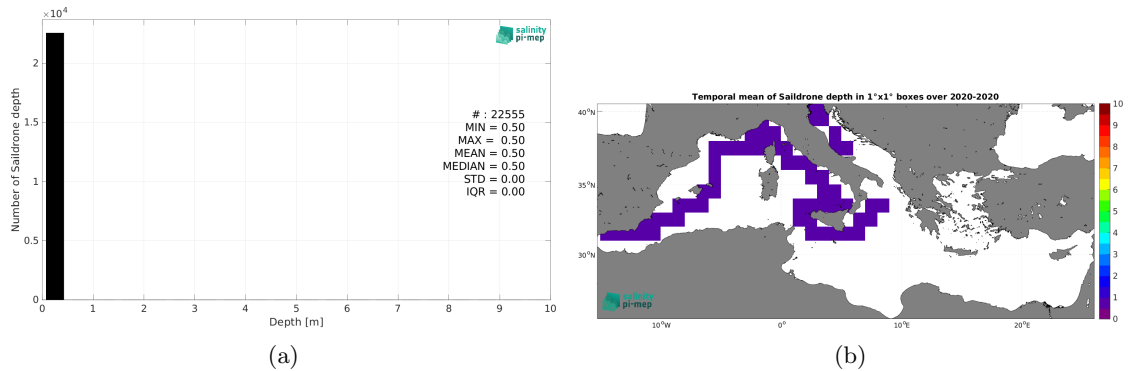 ×10⁴
salinity
pi-mep
2
1.5
1
0.5
0
Number of Saildrone depth
# : 22555
MIN = 0.50
MAX = 0.50
MEAN = 0.50
MEDIAN = 0.50
STD = 0.00
IQR = 0.00
0 1 2 3 4 5 6 7 8 9 10
Depth [m]
(a)
Temporal mean of Saildrone depth in 1°x1° boxes over 2020-2020
40°N
35°N
30°N
salinity
pi-mep
10°W 0° 10°E 20°E
10
9
8
7
6
5
4
3
2
1
0
(b)